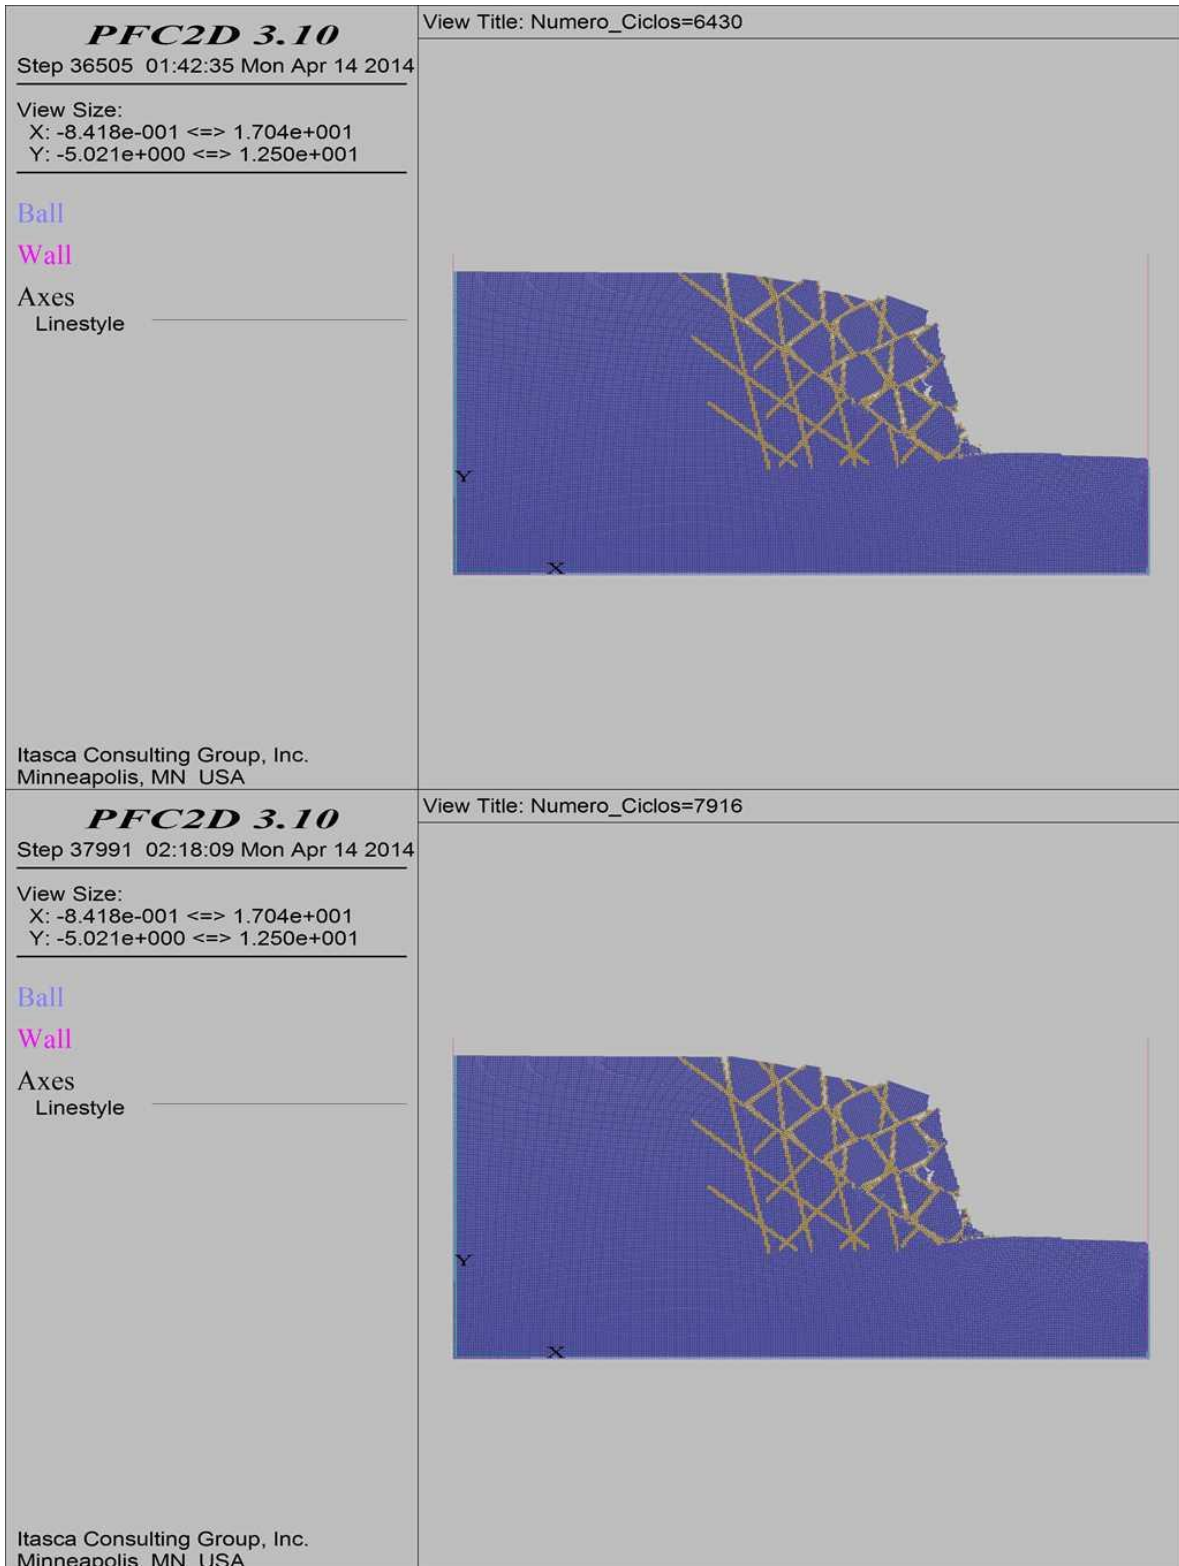 PFC2D 3.10
Step 36505 01:42:35 Mon Apr 14 2014
View Size:
X: -8.418e-001 <=> 1.704e+001
Y: -5.021e+000 <=> 1.250e+001
Ball
Wall
Axes
Linestyle
Itasca Consulting Group, Inc.
Minneapolis, MN USA
View Title: Numero_Ciclos=6430
Y
X
PFC2D 3.10
Step 37991 02:18:09 Mon Apr 14 2014
View Size:
X: -8.418e-001 <=> 1.704e+001
Y: -5.021e+000 <=> 1.250e+001
Ball
Wall
Axes
Linestyle
Itasca Consulting Group, Inc.
Minneapolis, MN USA
View Title: Numero_Ciclos=7916
Y
X